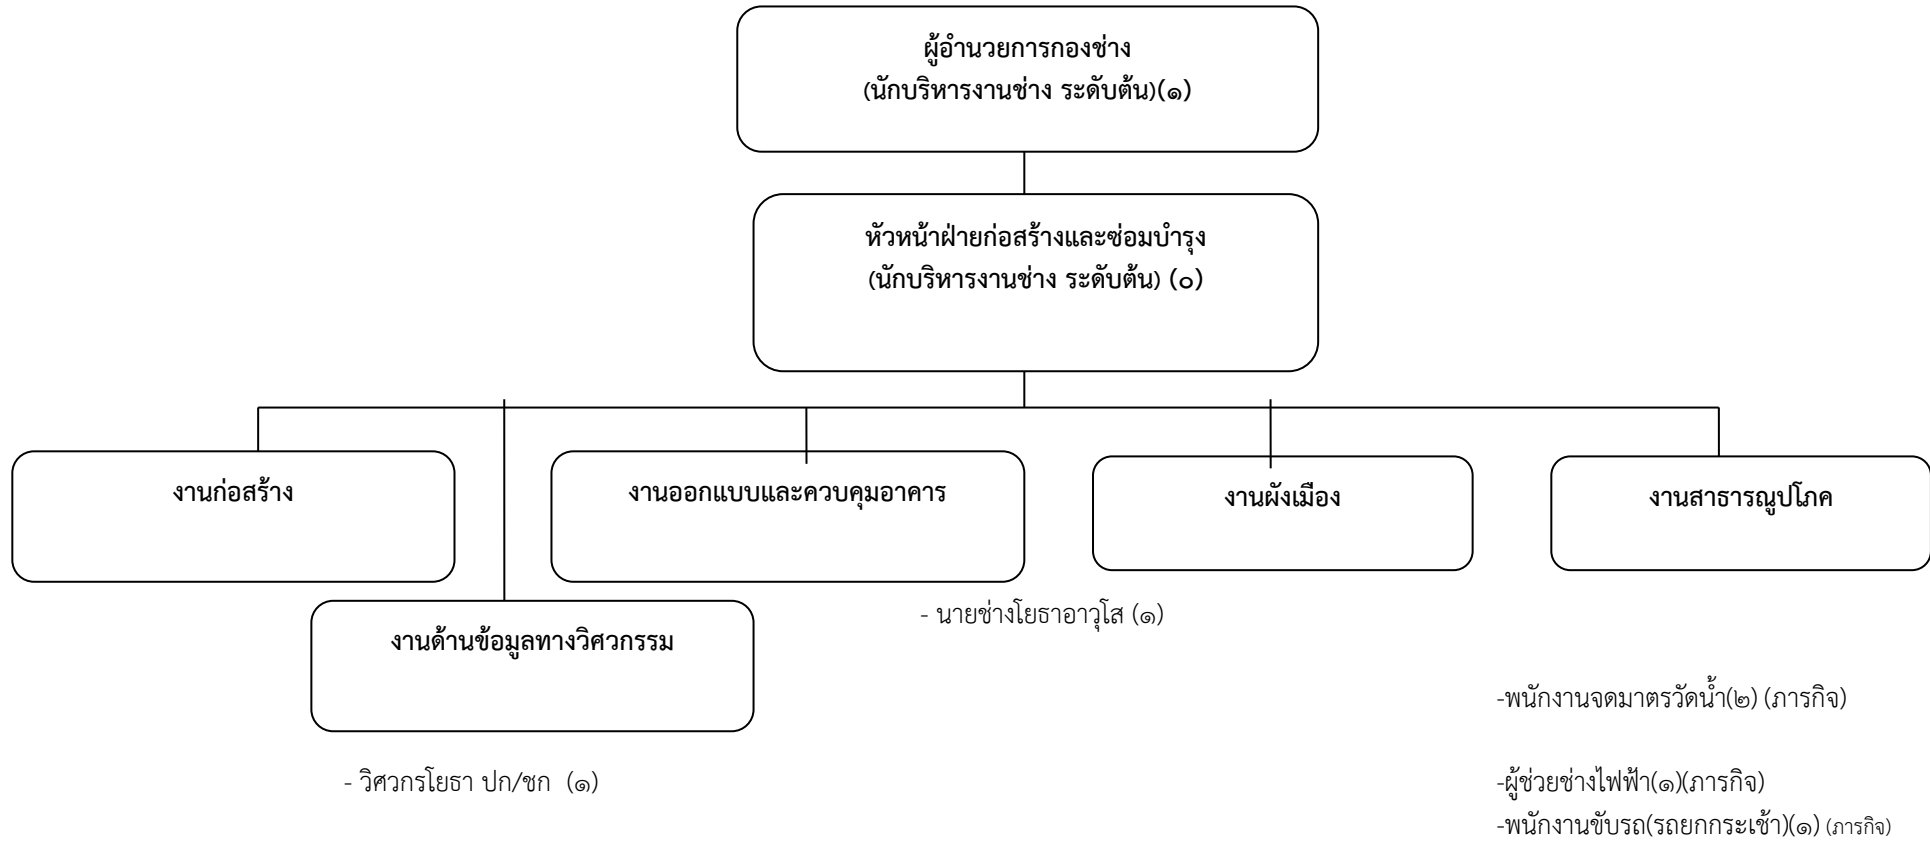 ผู้อำนวยการกองช่าง
(นักบริหารงานช่าง ระดับต้น)(๑)
หัวหน้าฝ่ายก่อสร้างและซ่อมบำรุง
(นักบริหารงานช่าง ระดับต้น) (๐)
งานก่อสร้าง
งานออกแบบและควบคุมอาคาร
งานผังเมือง
งานสาธารณูปโภค
- นายช่างโยธาอาวุโส (๑)
งานด้านข้อมูลทางวิศวกรรม
-พนักงานจดมาตรวัดน้ำ(๒) (ภารกิจ)
- วิศวกรโยธา ปก/ชก (๑)
-ผู้ช่วยช่างไฟฟ้า(๑)(ภารกิจ)
-พนักงานขับรถ(รถยกกระเช้า)(๑) (ภารกิจ)